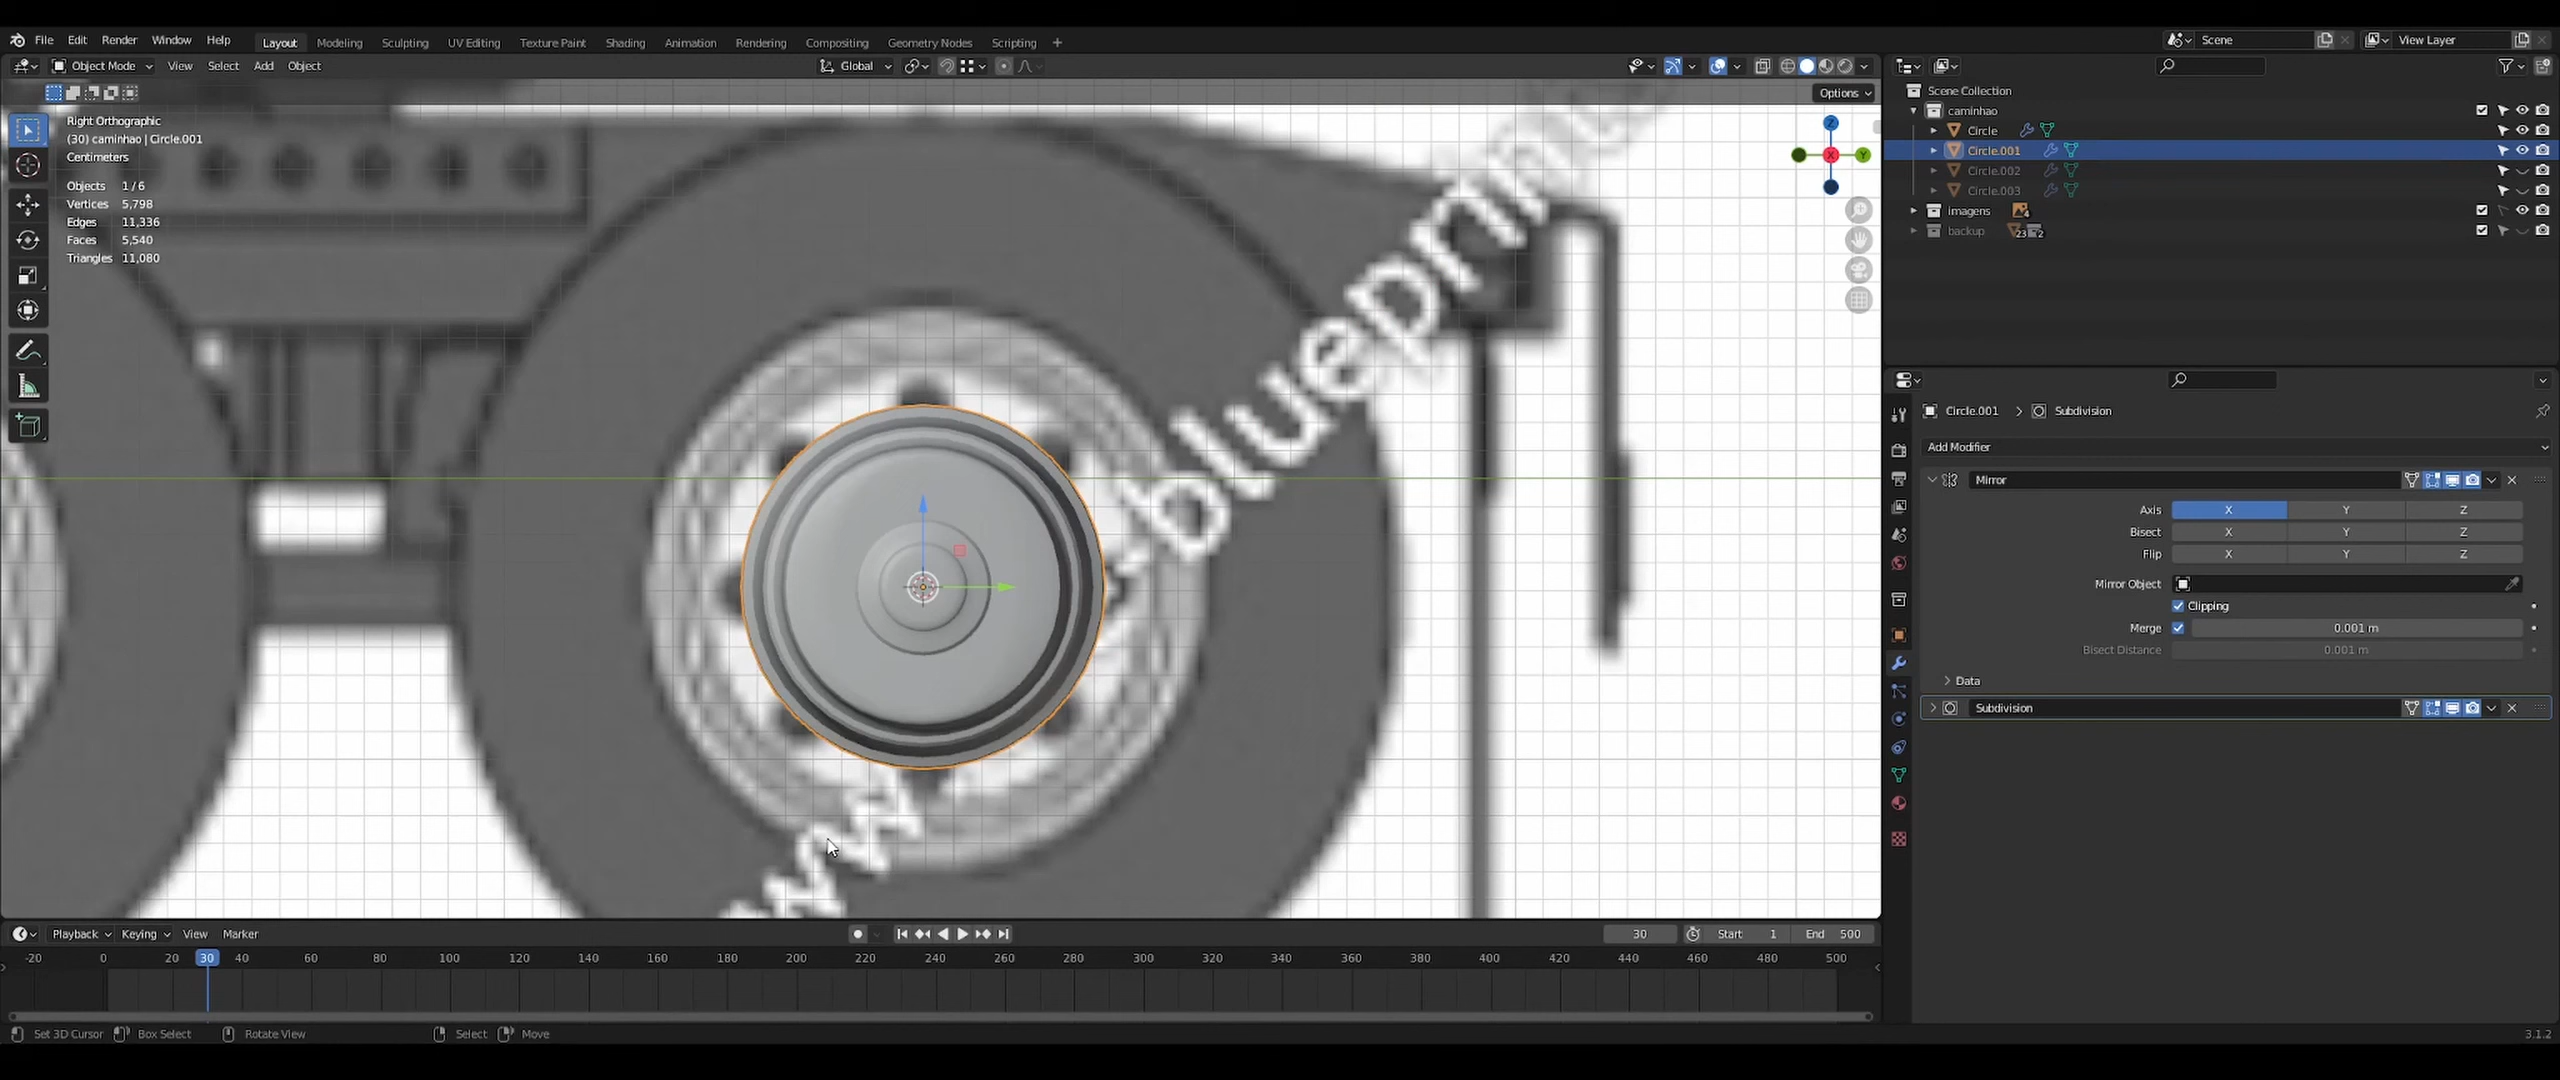 File Edit Render Window Help Layout Modeling Sculpting UV Editing Texture Paint Shading Animation Rendering Compositing Geometry Nodes Scripting + Scene View Layer
Object Mode View Select Add Object Global
Options
Right Orthographic
(30) caminhao | Circle.001
Centimeters
Objects 1 / 6
Vertices 5,798
Edges 11,336
Faces 5,540
Triangles 11,080
Z
X
Y
blueprin
www
Scene Collection
caminhao
Circle
Circle.001
Circle.002
Circle.003
imagens 4
backup 23 2
Circle.001 > Subdivision
Add Modifier
Mirror
Axis X Y Z
Bisect X Y Z
Flip X Y Z
Mirror Object
Clipping
Merge 0.001 m
Bisect Distance 0.001 m
Data
Subdivision
Playback Keying View Marker 30 Start 1 End 500
-20 0 20 30 40 60 80 100 120 140 160 180 200 220 240 260 280 300 320 340 360 380 400 420 440 460 480 500
Set 3D Cursor Box Select Rotate View Select Move 3.1.2